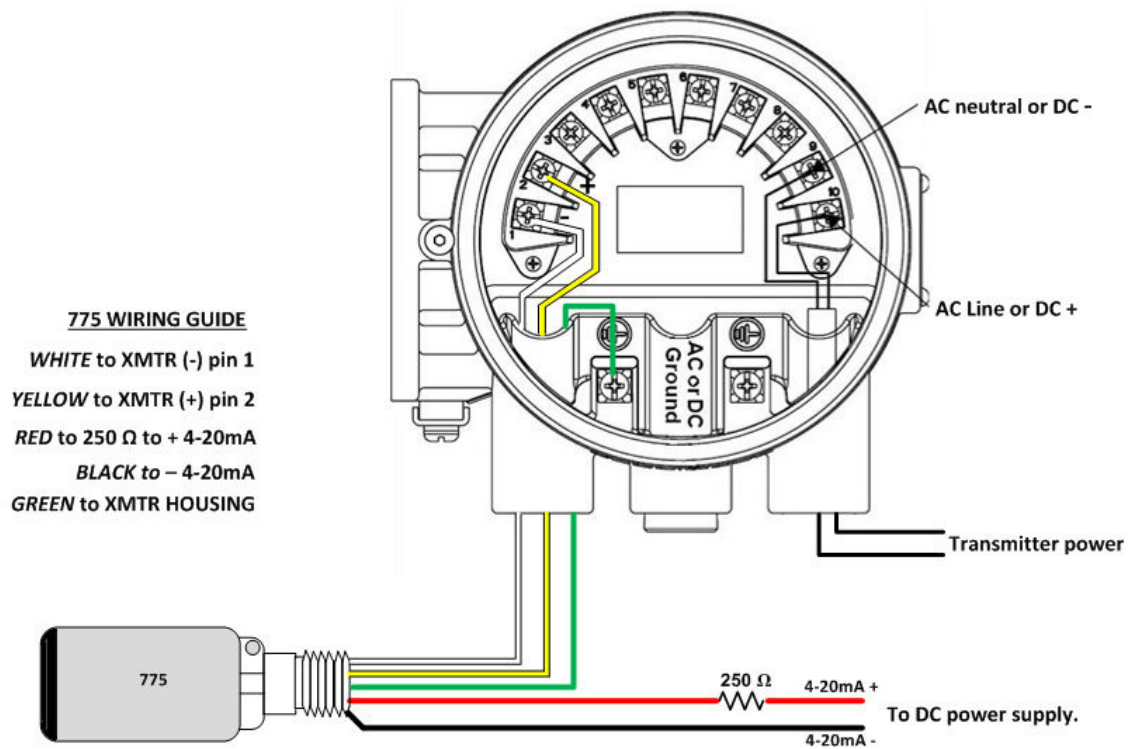 1
2
3
4
5
6
7
8
9
10
-
+
AC neutral or DC -
AC Line or DC +
775 WIRING GUIDE
WHITE to XMTR (-) pin 1
YELLOW to XMTR (+) pin 2
RED to 250 Ω to + 4-20mA
BLACK to – 4-20mA
GREEN to XMTR HOUSING
AC or DC
Ground
Transmitter power
775
250 Ω
4-20mA +
To DC power supply.
4-20mA -